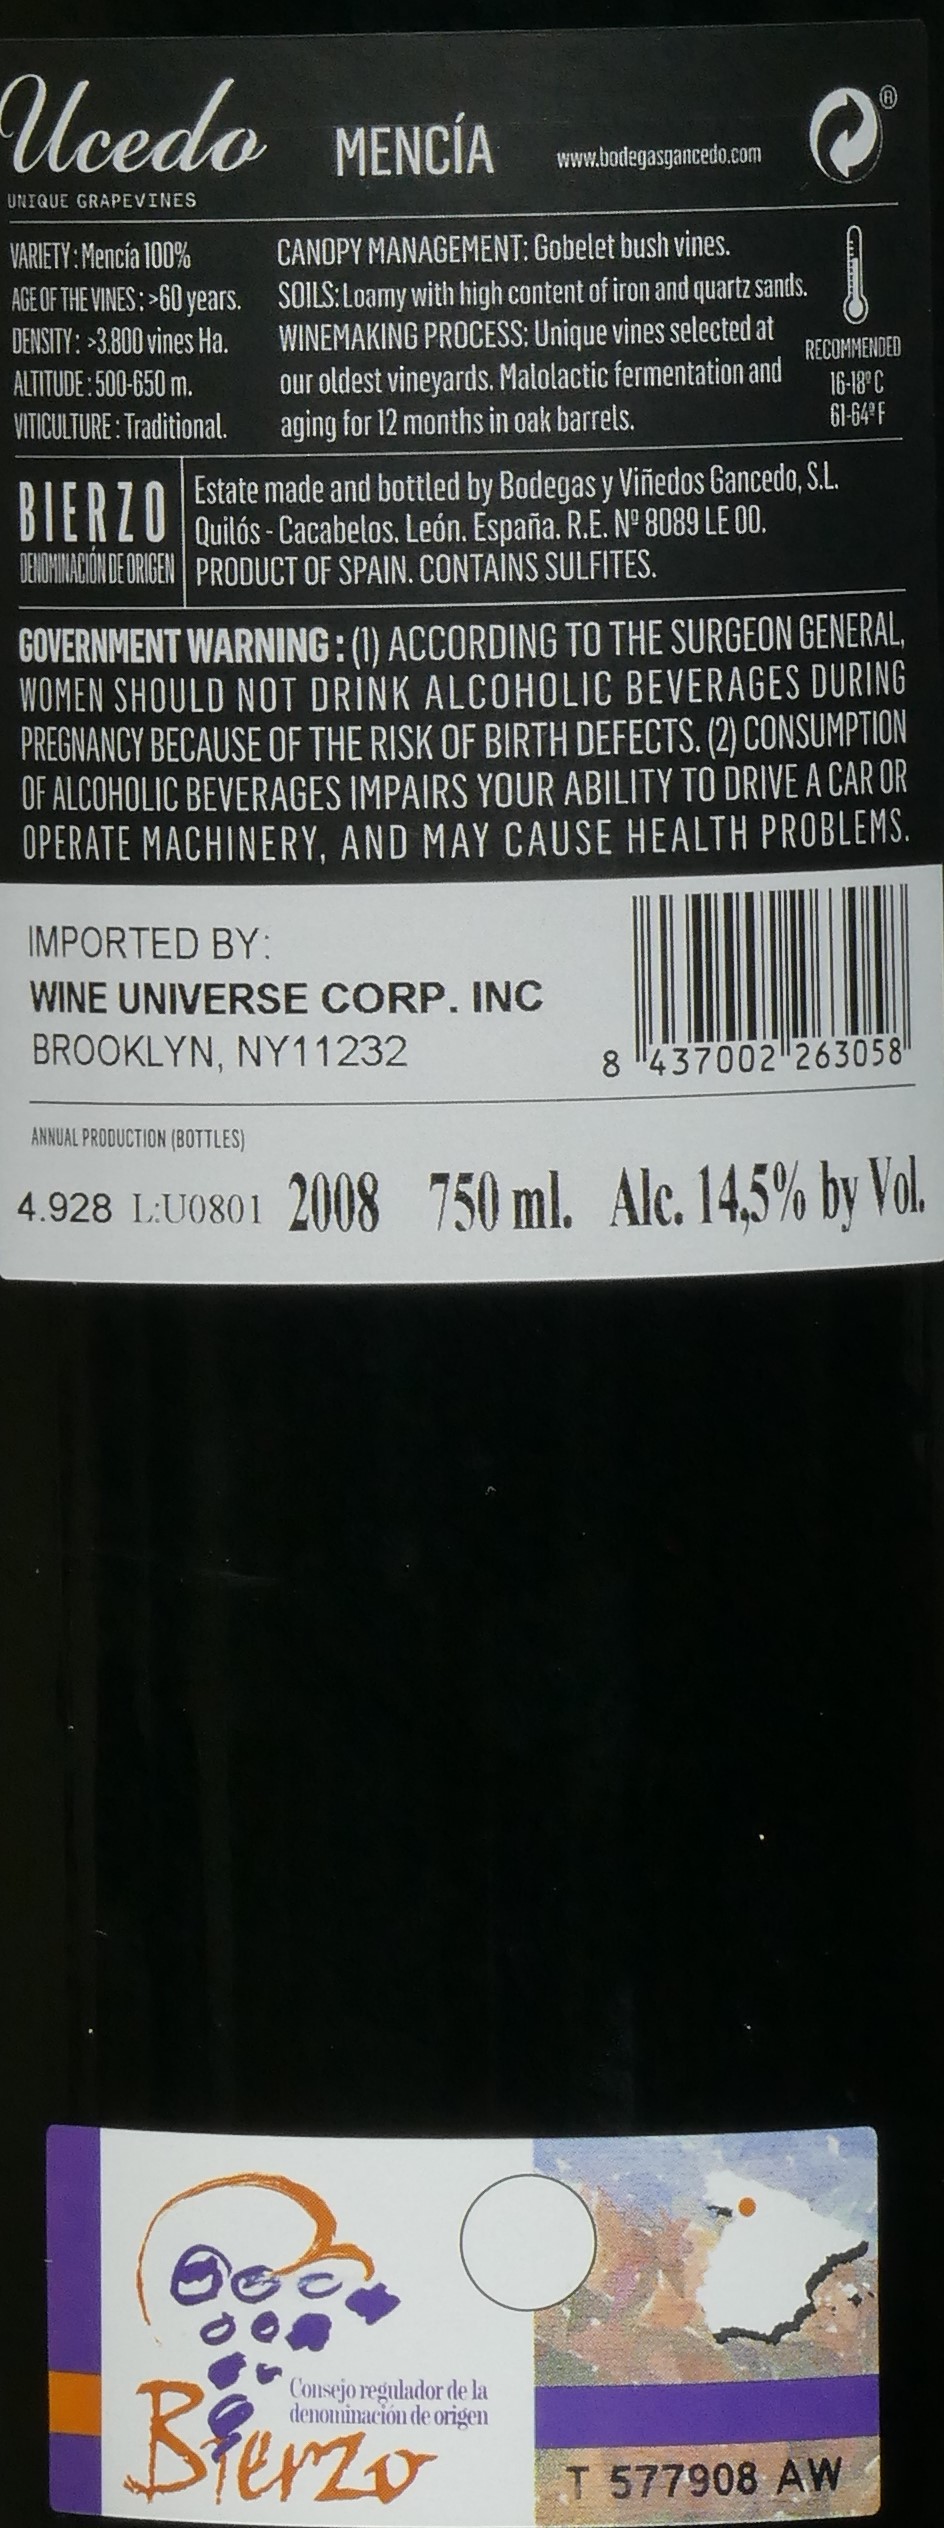 Ucedo
UNIQUE GRAPEVINES
MENCÍA
www.bodegasgancedo.com
®
VARIETY: Mencía 100%
AGE OF THE VINES: >60 years.
DENSITY: >3.800 vines Ha.
ALTITUDE: 500-650 m.
VITICULTURE: Traditional.
CANOPY MANAGEMENT: Gobelet bush vines.
SOILS: Loamy with high content of iron and quartz sands.
WINEMAKING PROCESS: Unique vines selected at
our oldest vineyards. Malolactic fermentation and
aging for 12 months in oak barrels.
RECOMMENDED
16-18º C
61-64º F
BIERZO
DENOMINACIÓN DE ORIGEN
Estate made and bottled by Bodegas y Viñedos Gancedo, S.L.
Quilós - Cacabelos. León. España. R.E. Nº 8089 LE 00.
PRODUCT OF SPAIN. CONTAINS SULFITES.
GOVERNMENT WARNING: (1) ACCORDING TO THE SURGEON GENERAL,
WOMEN SHOULD NOT DRINK ALCOHOLIC BEVERAGES DURING
PREGNANCY BECAUSE OF THE RISK OF BIRTH DEFECTS. (2) CONSUMPTION
OF ALCOHOLIC BEVERAGES IMPAIRS YOUR ABILITY TO DRIVE A CAR OR
OPERATE MACHINERY, AND MAY CAUSE HEALTH PROBLEMS.
IMPORTED BY:
WINE UNIVERSE CORP. INC
BROOKLYN, NY11232
8 437002 263058
ANNUAL PRODUCTION (BOTTLES)
4.928 L:U0801 2008 750 ml. Alc. 14,5% by Vol.
Consejo regulador de la
denominación de origen
Bierzo
T 577908 AW